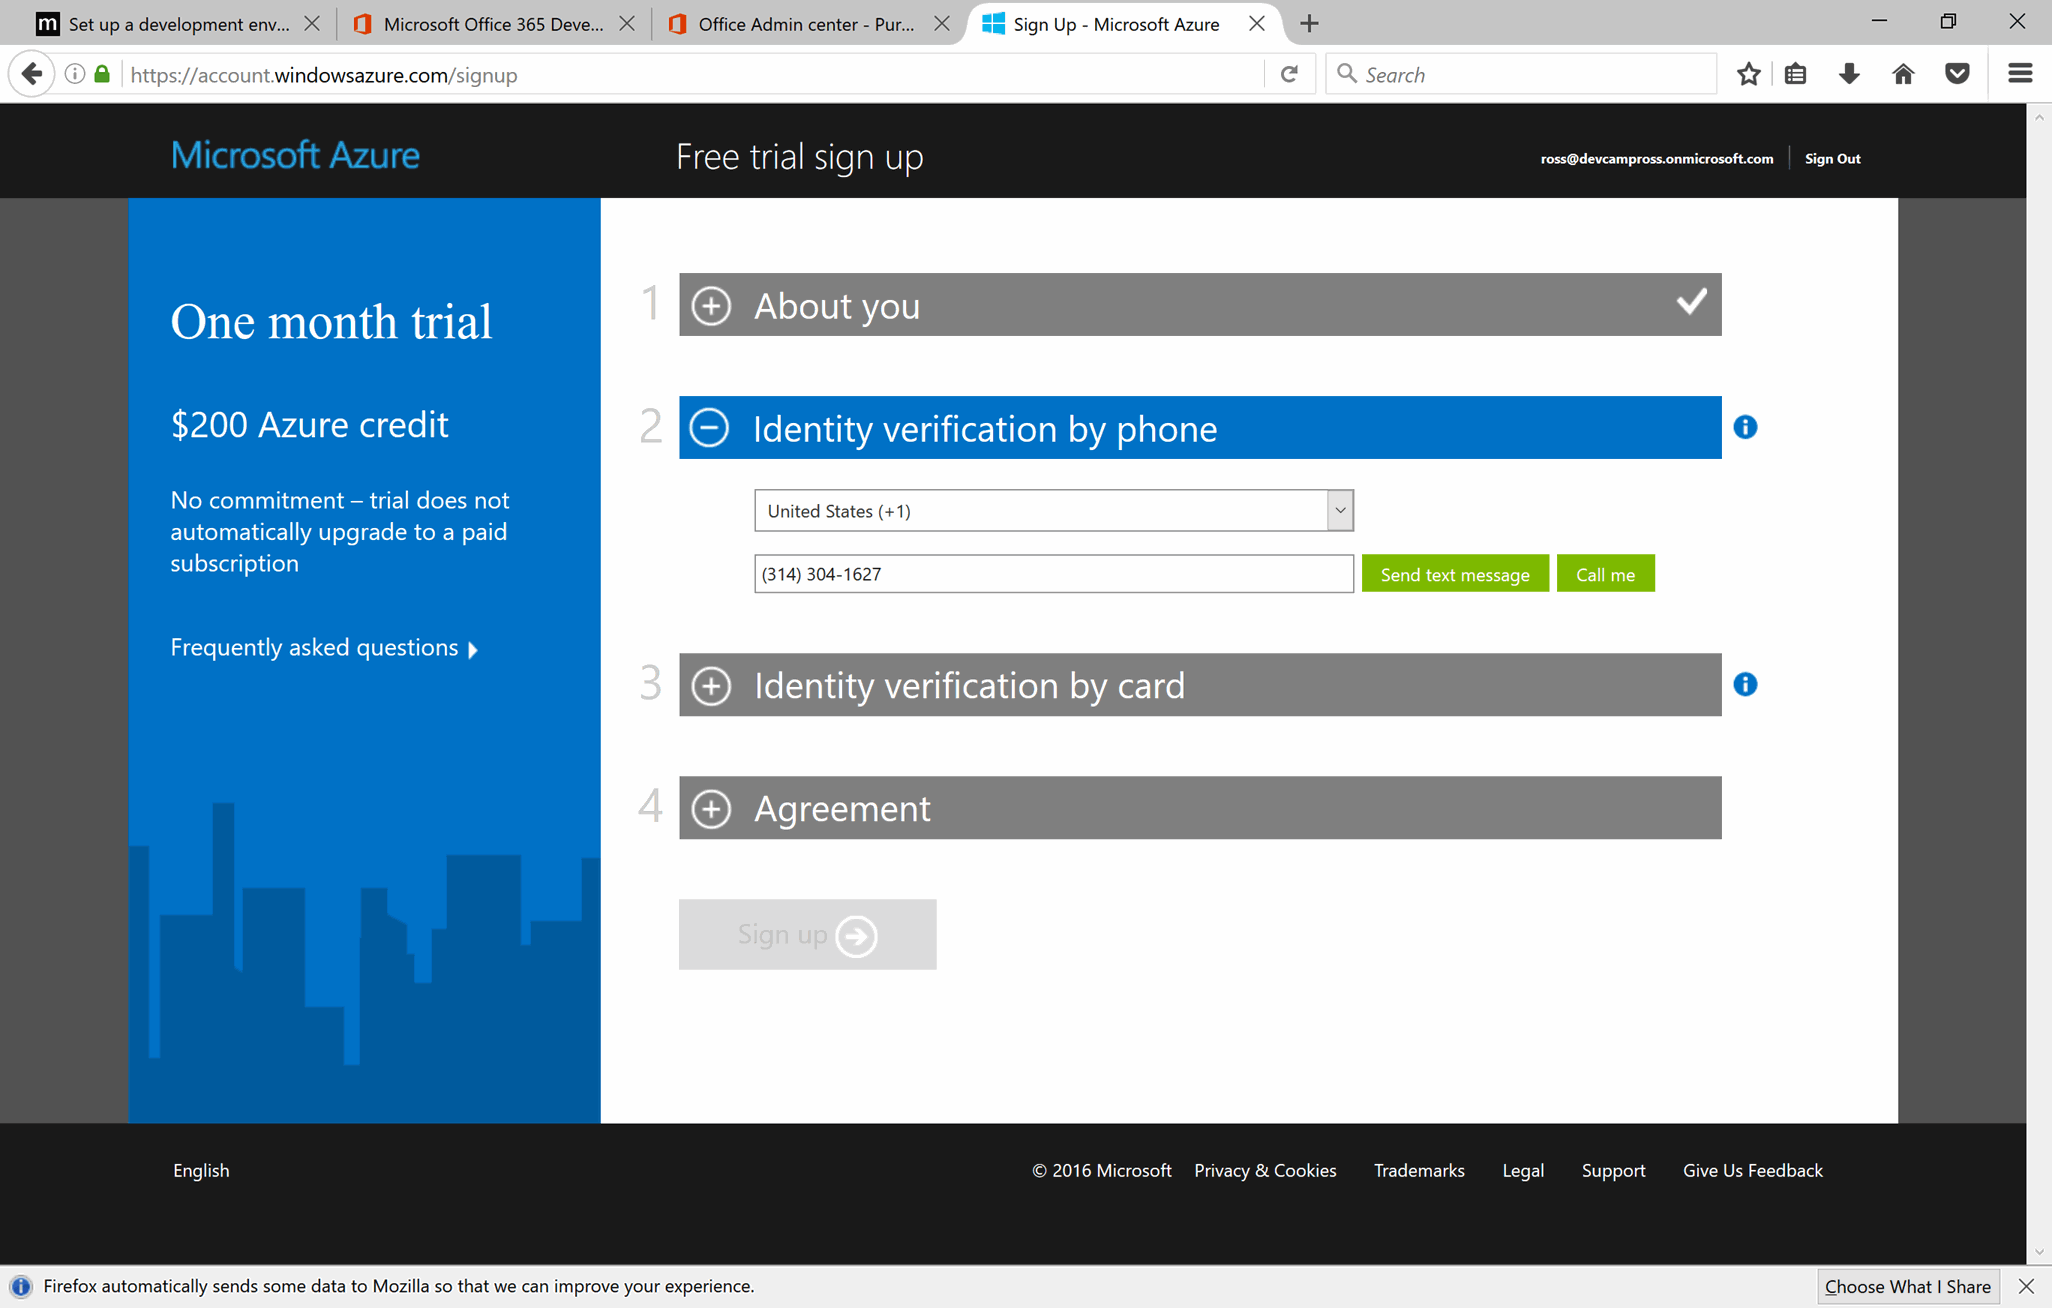 Set up a development env...
Microsoft Office 365 Deve...
Office Admin center - Pur...
Sign Up - Microsoft Azure
https://account.windowsazure.com/signup
Search
Microsoft Azure
Free trial sign up
ross@devcampross.onmicrosoft.com
Sign Out
One month trial
$200 Azure credit
No commitment – trial does not
automatically upgrade to a paid
subscription
Frequently asked questions
1 About you
2 Identity verification by phone
United States (+1)
(314) 304-1627
Send text message
Call me
3 Identity verification by card
4 Agreement
Sign up
English
© 2016 Microsoft
Privacy & Cookies
Trademarks
Legal
Support
Give Us Feedback
Firefox automatically sends some data to Mozilla so that we can improve your experience.
Choose What I Share